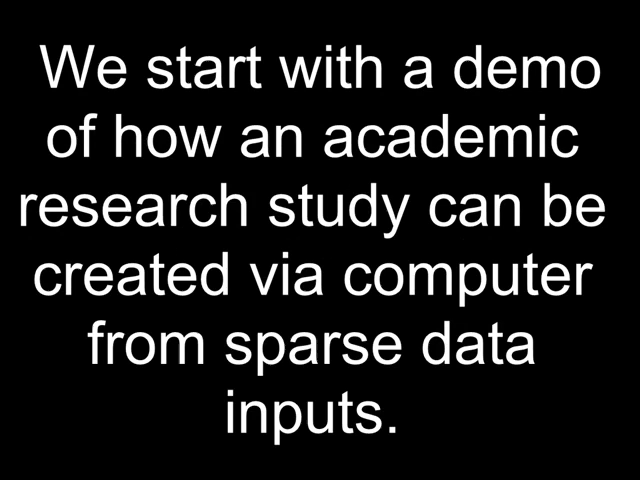 We start with a demo
of how an academic
research study can be
created via computer
from sparse data
inputs.